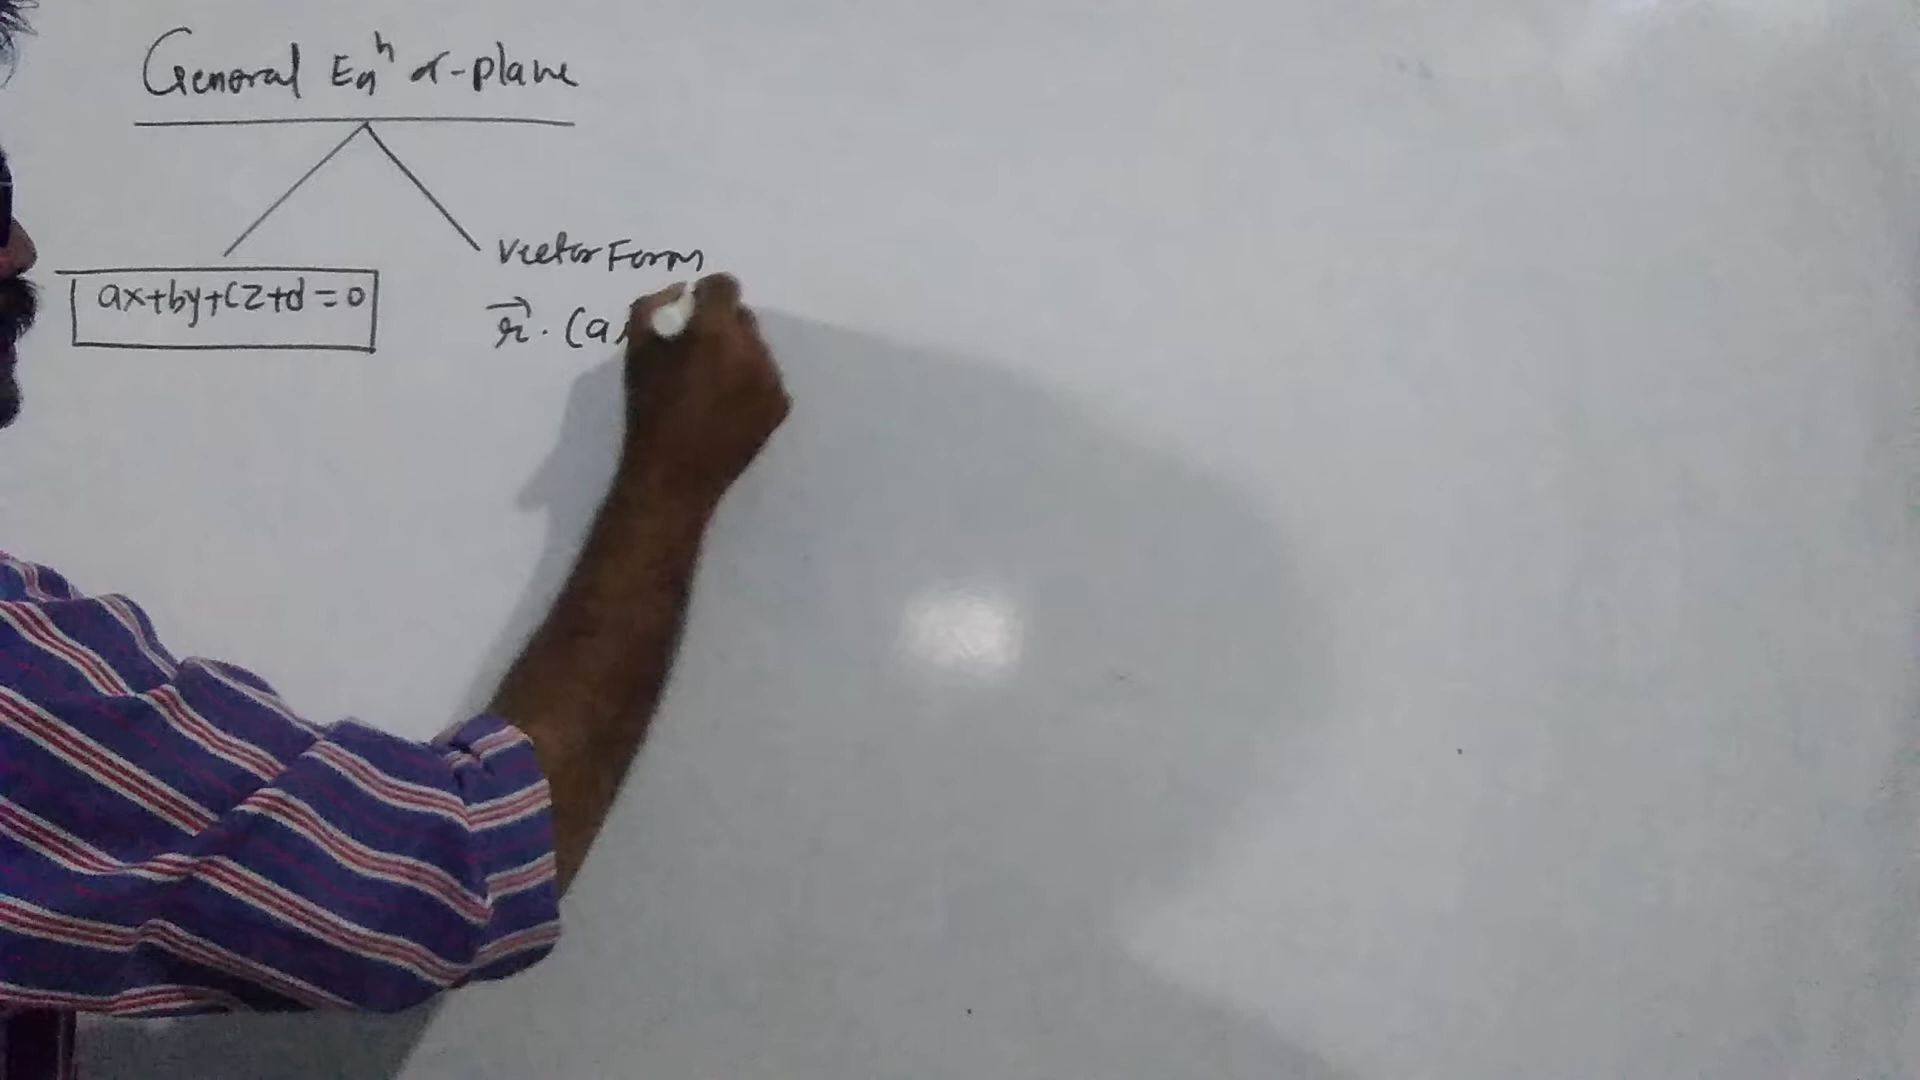 General Eqⁿ of-plane
ax+by+cz+d=0
Vector Form
r⃗ · (a